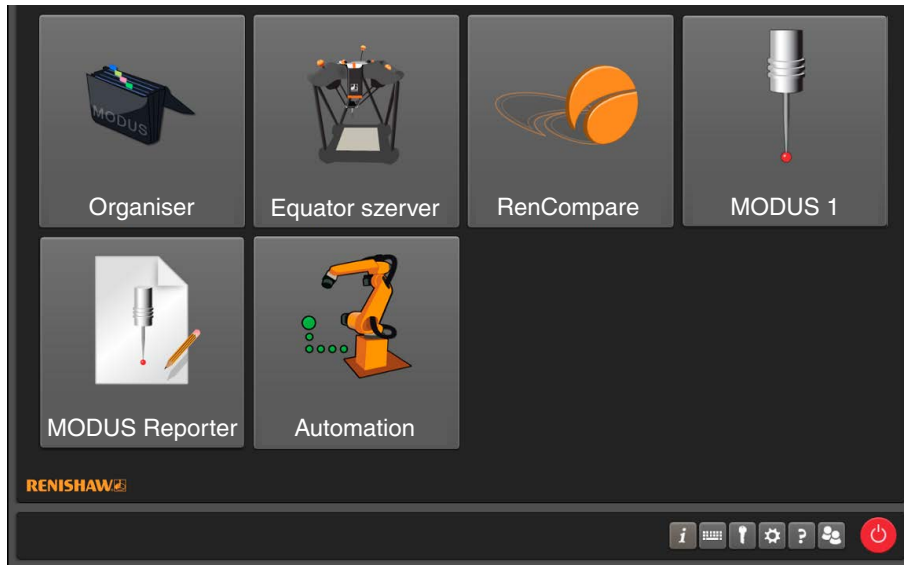 MODUS
Organiser
Equator szerver
RenCompare
MODUS 1
MODUS Reporter
Automation
RENISHAW
i
?